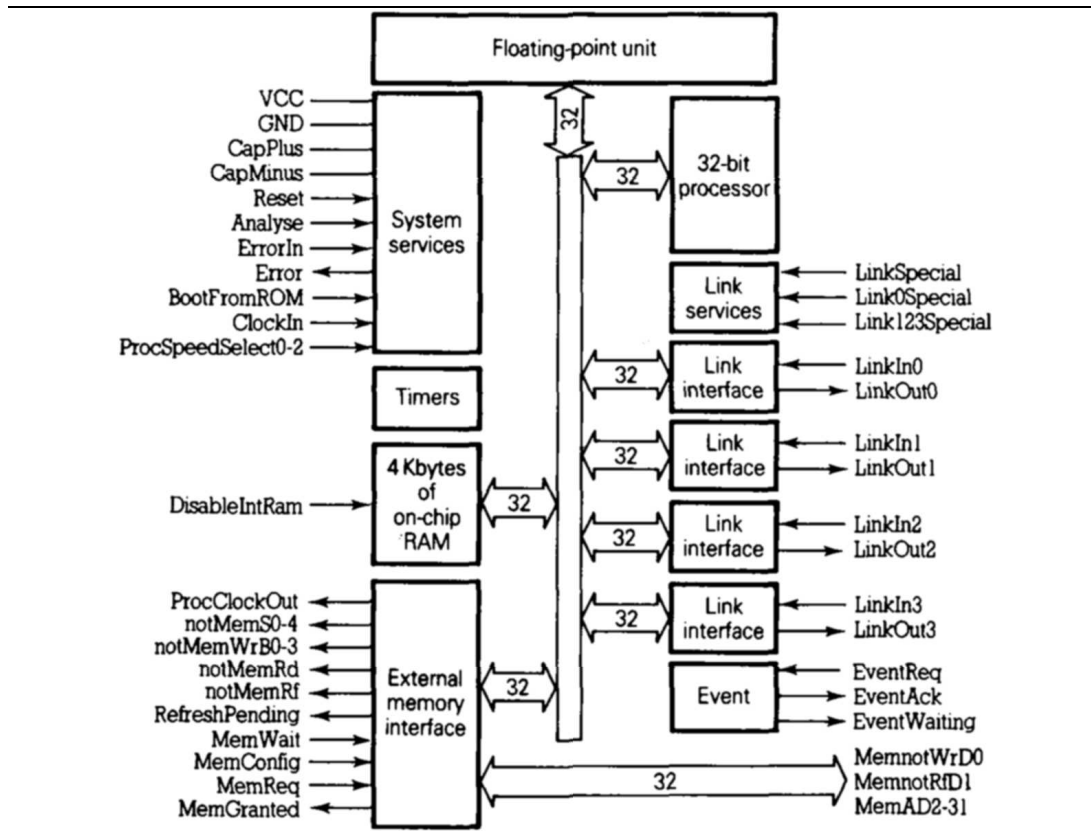 Floating-point unit
32
VCC
GND
CapPlus
CapMinus
Reset
Analyse
ErrorIn
Error
BootFromROM
ClockIn
ProcSpeedSelect0-2
System
services
32
32-bit
processor
Link
services
LinkSpecial
Link0Special
Link123Special
Timers
32
Link
interface
LinkIn0
LinkOut0
32
Link
interface
LinkIn1
LinkOut1
DisableIntRam
4 Kbytes
of
on-chip
RAM
32
32
Link
interface
LinkIn2
LinkOut2
32
Link
interface
LinkIn3
LinkOut3
ProcClockOut
notMemS0-4
notMemWrB0-3
notMemRd
notMemRf
RefreshPending
MemWait
MemConfig
MemReq
MemGranted
External
memory
interface
32
Event
EventReq
EventAck
EventWaiting
32
MemnotWrD0
MemnotRfD1
MemAD2-31